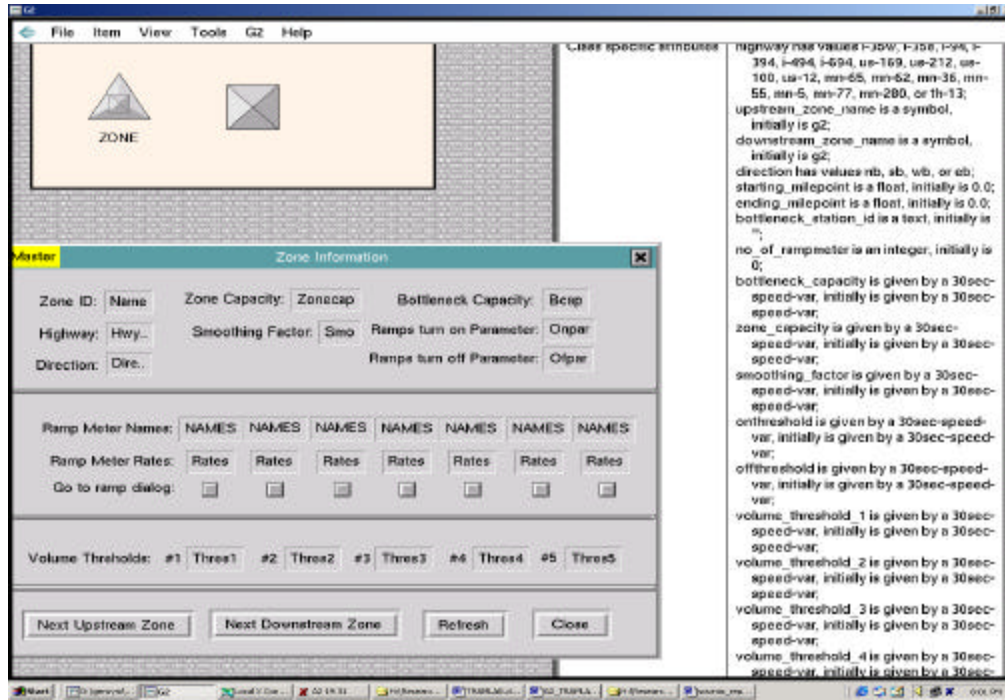 G2
File Item View Tools G2 Help
ZONE
Class specific attributes
highway has values i-35w, i-35e, i-94, i-
394, i-494, i-694, us-169, us-212, us-
100, us-12, mn-65, mn-62, mn-36, mn-
55, mn-5, mn-77, mn-280, or th-13;
upstream_zone_name is a symbol,
initially is g2;
downstream_zone_name is a symbol,
initially is g2;
direction has values nb, sb, wb, or eb;
starting_milepoint is a float, initially is 0.0;
ending_milepoint is a float, initially is 0.0;
bottleneck_station_id is a text, initially is
"";
no_of_rampmeter is an integer, initially is
0;
bottleneck_capacity is given by a 30sec-
speed-var, initially is given by a 30sec-
speed-var;
zone_capacity is given by a 30sec-
speed-var, initially is given by a 30sec-
speed-var;
smoothing_factor is given by a 30sec-
speed-var, initially is given by a 30sec-
speed-var;
onthreshold is given by a 30sec-speed-
var, initially is given by a 30sec-speed-
var;
offthreshold is given by a 30sec-speed-
var, initially is given by a 30sec-speed-
var;
volume_threshold_1 is given by a 30sec-
speed-var, initially is given by a 30sec-
speed-var;
volume_threshold_2 is given by a 30sec-
speed-var, initially is given by a 30sec-
speed-var;
volume_threshold_3 is given by a 30sec-
speed-var, initially is given by a 30sec-
speed-var;
volume_threshold_4 is given by a 30sec-
speed-var, initially is given by a 30sec-
Master
Zone Information
Zone ID: Name Zone Capacity: Zonecap Bottleneck Capacity: Bcap
Highway: Hwy.. Smoothing Factor: Smo Ramps turn on Parameter: Onpar
Direction: Dire.. Ramps turn off Parameter: Ofpar
Ramp Meter Names: NAMES NAMES NAMES NAMES NAMES NAMES NAMES
Ramp Meter Rates: Rates Rates Rates Rates Rates Rates Rates
Go to ramp dialog:
Volume Thresholds: #1 Thres1 #2 Thres2 #3 Thres3 #4 Thres4 #5 Thres5
Next Upstream Zone Next Downstream Zone Refresh Close
Start G2